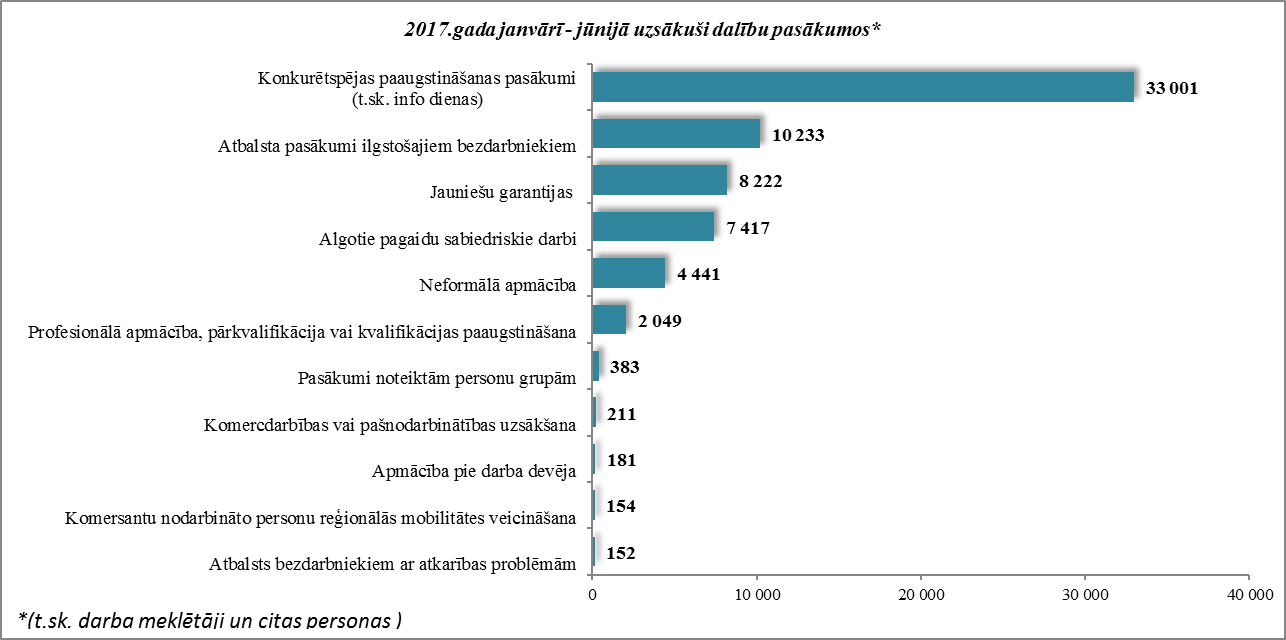 2017.gada janvārī - jūnijā uzsākuši dalību pasākumos*
Konkurētspējas paaugstināšanas pasākumi
(t.sk. info dienas)
33 001
Atbalsta pasākumi ilgstošajiem bezdarbniekiem
10 233
Jauniešu garantijas
8 222
Algotie pagaidu sabiedriskie darbi
7 417
Neformālā apmācība
4 441
Profesionālā apmācība, pārkvalifikācija vai kvalifikācijas paaugstināšana
2 049
Pasākumi noteiktām personu grupām
383
Komercdarbības vai pašnodarbinātības uzsākšana
211
Apmācība pie darba devēja
181
Komersantu nodarbināto personu reģionālās mobilitātes veicināšana
154
Atbalsts bezdarbniekiem ar atkarības problēmām
152
0 10 000 20 000 30 000 40 000
*(t.sk. darba meklētāji un citas personas )